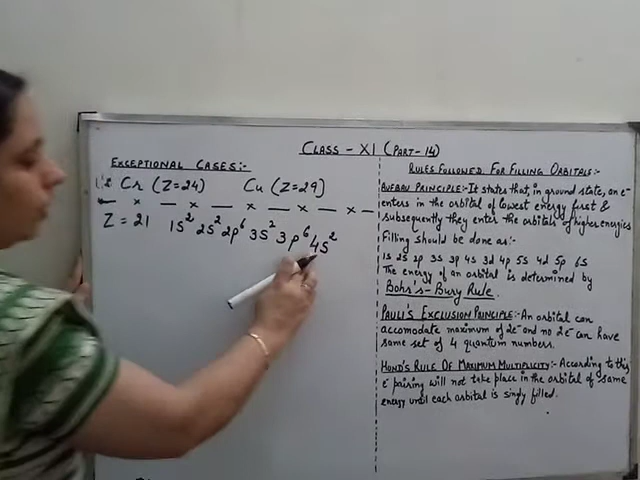 CLASS - XI (PART-14)
EXCEPTIONAL CASES:-
i.e Cr (Z=24) Cu (Z=29)
Z = 21 1s² 2s² 2p⁶ 3s² 3p⁶ 4s²
RULES FOLLOWED FOR FILLING ORBITALS:-
AUFBAU PRINCIPLE:- It states that, in ground state, an e⁻
enters in the orbital of lowest energy first &
subsequently they enter the orbitals of higher energies
Filling should be done as:-
1s 2s 2p 3s 3p 4s 3d 4p 5s 4d 5p 6s
The energy of an orbital is determined by
Bohr's-Bury Rule.
PAULI'S EXCLUSION PRINCIPLE:- An orbital can
accomodate maximum of 2e⁻ and no 2e⁻ can have
same set of 4 quantum numbers.
HUND'S RULE OF MAXIMUM MULTIPLICITY:- According to this
e⁻ pairing will not take place in the orbital of same
energy until each orbital is singly filled.